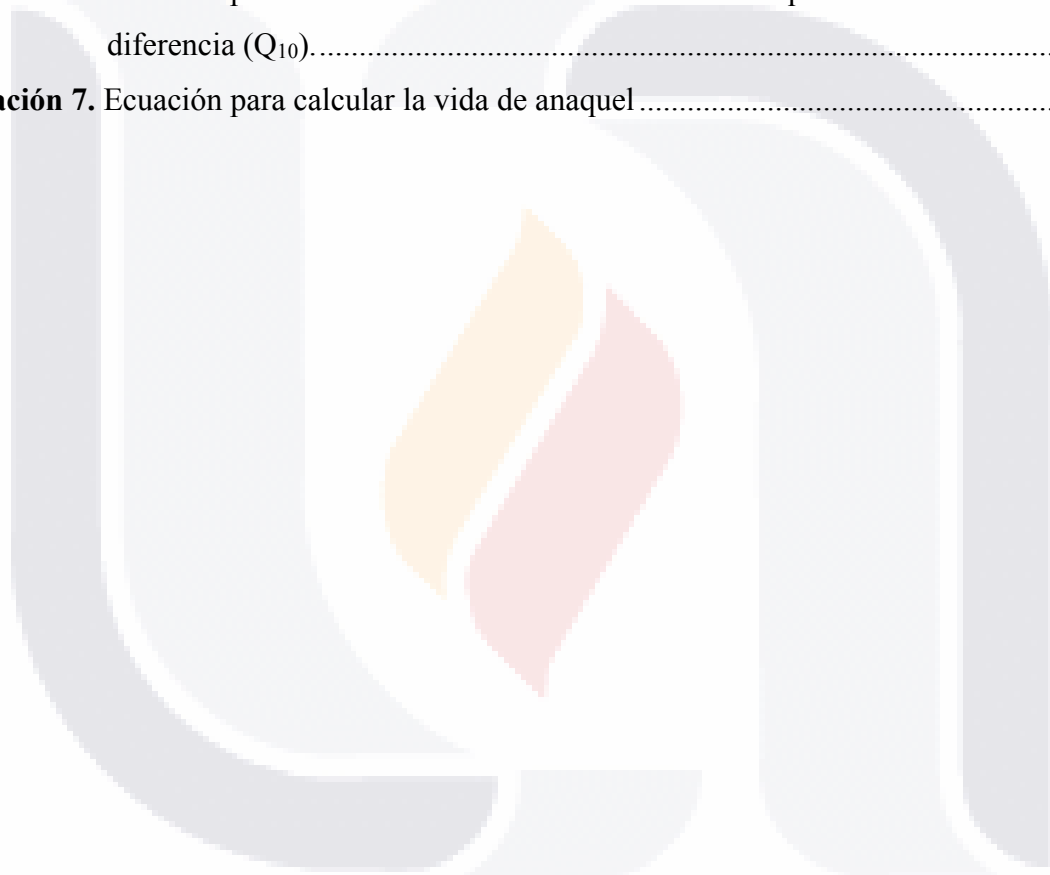 diferencia (Q₁₀)...............................................................................................
ación 7. Ecuación para calcular la vida de anaquel....................................................